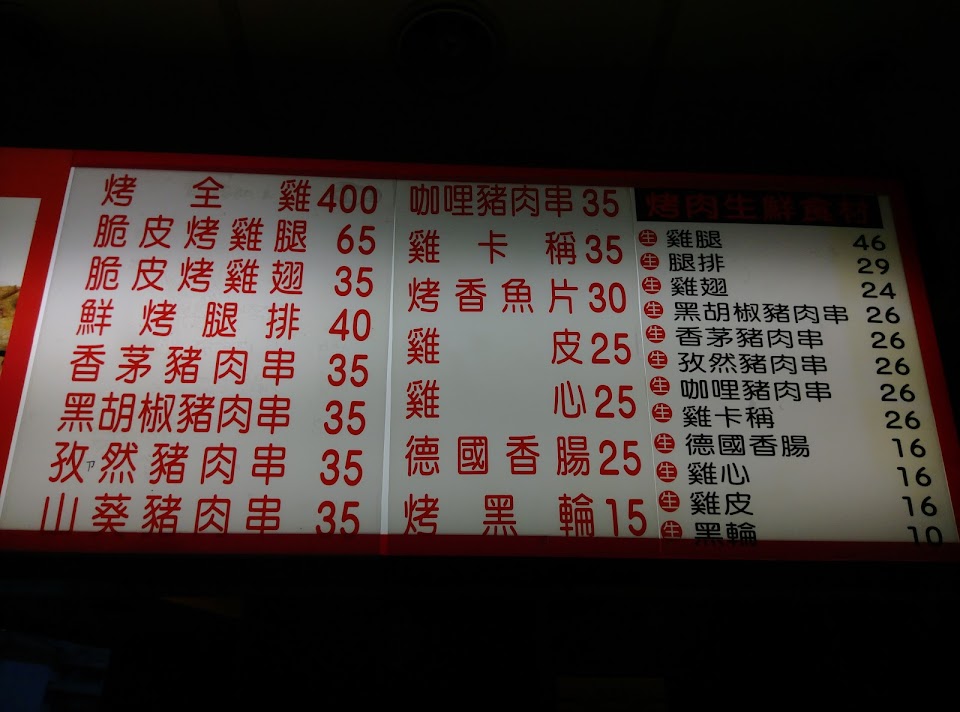 烤全雞400
脆皮烤雞腿 65
脆皮烤雞翅 35
鮮烤腿排 40
香茅豬肉串 35
黑胡椒豬肉串 35
孜然豬肉串 35
山葵豬肉串 35
咖哩豬肉串 35
雞卡稱 35
烤香魚片 30
雞皮 25
雞心 25
德國香腸 25
烤黑輪 15
烤肉生鮮食材
生 雞腿 46
生 腿排 29
生 雞翅 24
生 黑胡椒豬肉串 26
生 香茅豬肉串 26
生 孜然豬肉串 26
生 咖哩豬肉串 26
生 雞卡稱 26
生 德國香腸 16
生 雞心 16
生 雞皮 16
生 黑輪 10